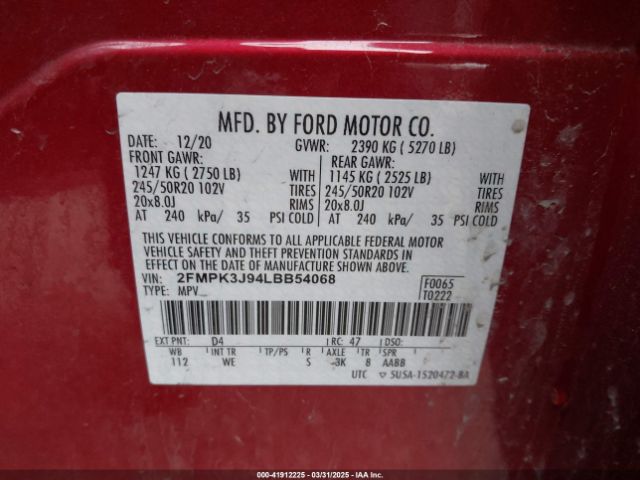 MFD. BY FORD MOTOR CO.
DATE: 12/20 GVWR: 2390 KG ( 5270 LB)
FRONT GAWR: REAR GAWR:
1247 KG ( 2750 LB) WITH 1145 KG ( 2525 LB) WITH
245/50R20 102V TIRES 245/50R20 102V TIRES
20x8.0J RIMS 20x8.0J RIMS
AT 240 kPa/ 35 PSI COLD AT 240 kPa/ 35 PSI COLD
THIS VEHICLE CONFORMS TO ALL APPLICABLE FEDERAL MOTOR
VEHICLE SAFETY AND THEFT PREVENTION STANDARDS IN
EFFECT ON THE DATE OF MANUFACTURE SHOWN ABOVE.
VIN: 2FMPK3J94LBB54068 F0065
TYPE: MPV T0222
EXT PNT: D4 RC: 47 DSO:
WB INT TR TP/PS R AXLE TR SPR
112 WE S 3K 8 AABB
UTC ▽ 5USA-1520472-BA
00-41912225 - 03/31/2025 - IAA Inc.